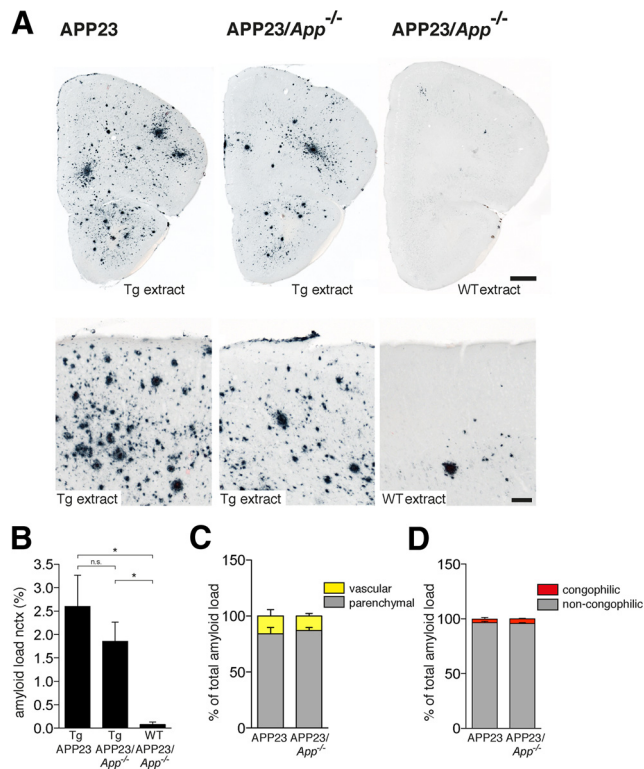 A
APP23
APP23/App-/-
APP23/App-/-
Tg extract
Tg extract
WT extract
Tg extract
Tg extract
WT extract
B
amyloid load nctx (%)
3.5
3.0
2.5
2.0
1.5
1.0
0.5
0.0
*
n.s.
*
Tg
APP23
Tg
APP23/
App-/-
WT
APP23/
App-/-
C
% of total amyloid load
150
100
50
0
vascular
parenchymal
APP23
APP23/
App-/-
D
% of total amyloid load
150
100
50
0
congophilic
non-congophilic
APP23
APP23/
App-/-